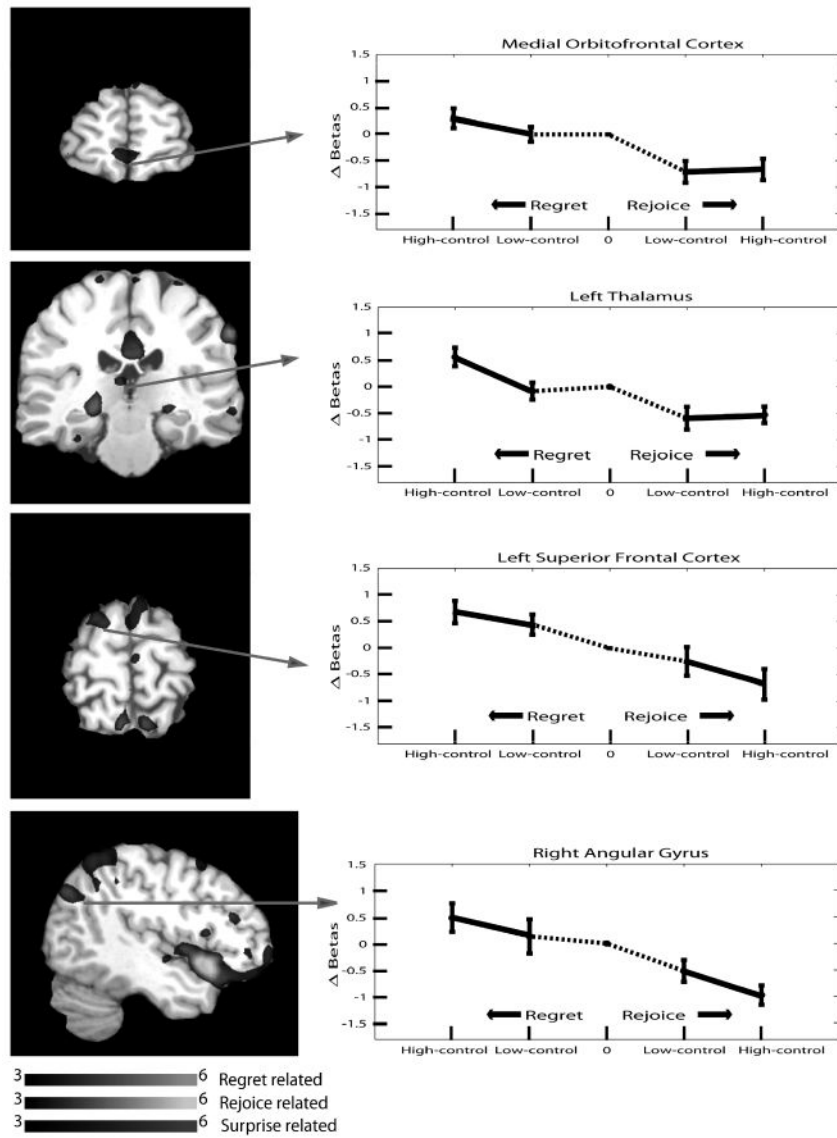 Medial Orbitofrontal Cortex
1.5
1
0.5
0
-0.5
-1
-1.5
Δ Betas
Regret Rejoice
High-control Low-control 0 Low-control High-control
Left Thalamus
1.5
1
0.5
0
-0.5
-1
-1.5
Δ Betas
Regret Rejoice
High-control Low-control 0 Low-control High-control
Left Superior Frontal Cortex
1.5
1
0.5
0
-0.5
-1
-1.5
Δ Betas
Regret Rejoice
High-control Low-control 0 Low-control High-control
Right Angular Gyrus
1.5
1
0.5
0
-0.5
-1
-1.5
Δ Betas
Regret Rejoice
High-control Low-control 0 Low-control High-control
3 6 Regret related
3 6 Rejoice related
3 6 Surprise related